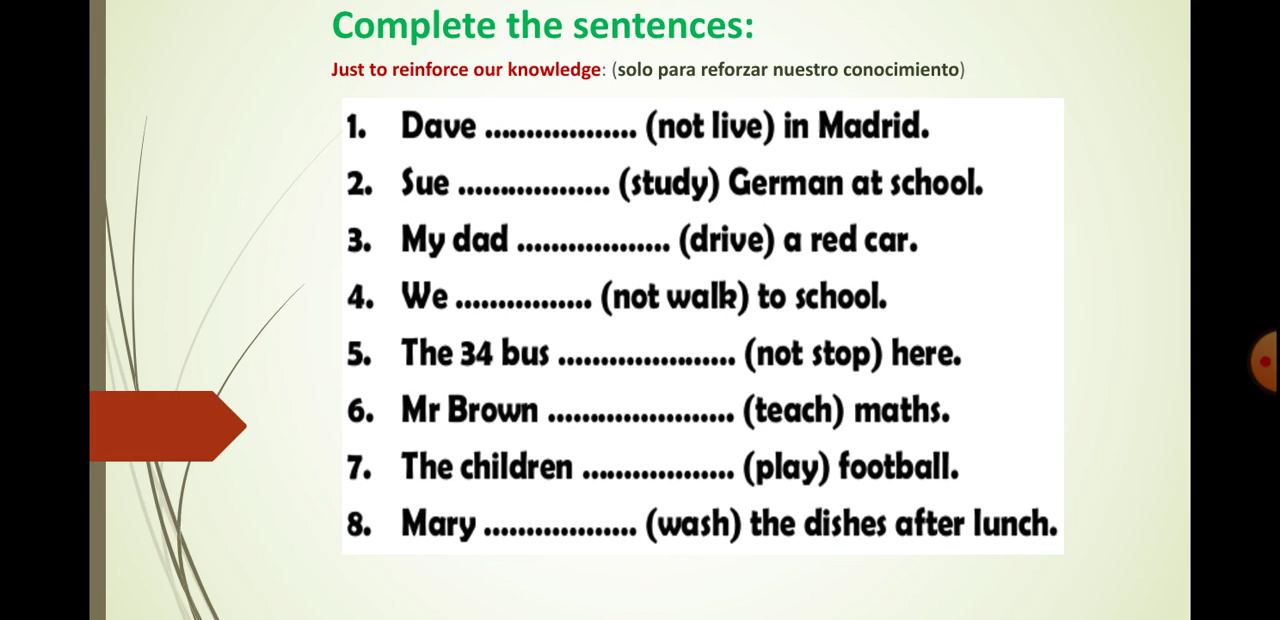 Complete the sentences:
Just to reinforce our knowledge: (solo para reforzar nuestro conocimiento)
1. Dave .................. (not live) in Madrid.
2. Sue .................. (study) German at school.
3. My dad .................. (drive) a red car.
4. We ................ (not walk) to school.
5. The 34 bus ..................... (not stop) here.
6. Mr Brown ...................... (teach) maths.
7. The children .................. (play) football.
8. Mary .................. (wash) the dishes after lunch.